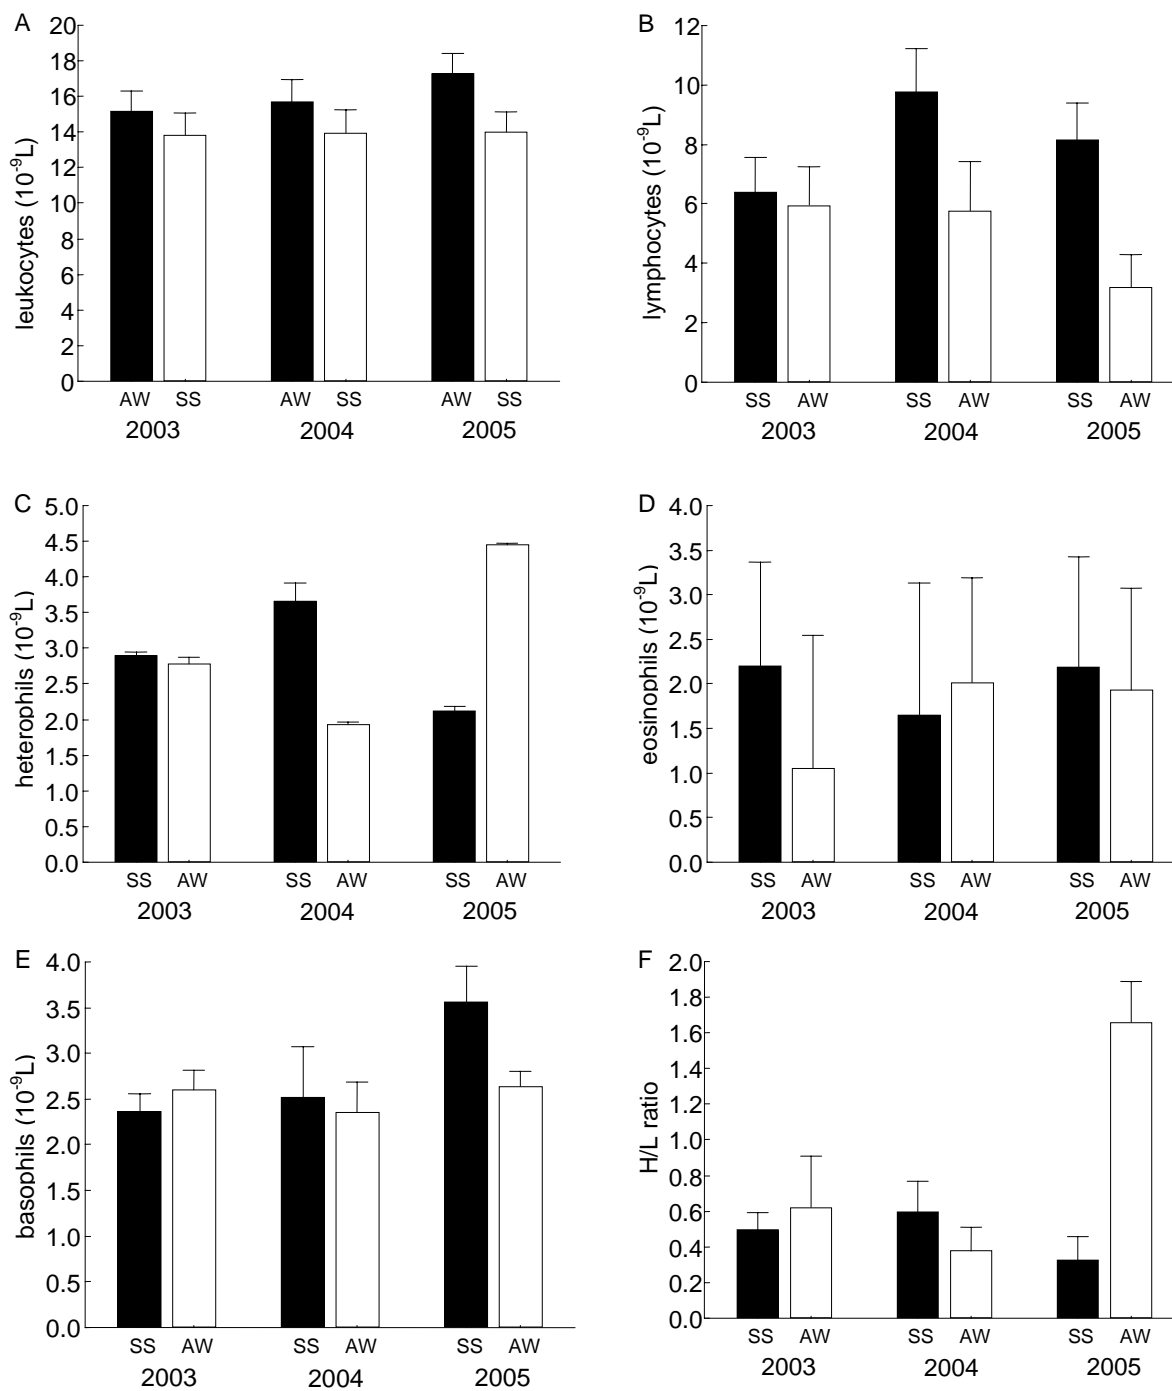 A
leukocytes (10⁻⁹L)
20
18
16
14
12
10
8
6
4
2
0
AW SS AW SS AW SS
2003 2004 2005
B
lymphocytes (10⁻⁹L)
12
10
8
6
4
2
0
SS AW SS AW SS AW
2003 2004 2005
C
heterophils (10⁻⁹L)
5.0
4.5
4.0
3.5
3.0
2.5
2.0
1.5
1.0
0.5
0.0
SS AW SS AW SS AW
2003 2004 2005
D
eosinophils (10⁻⁹L)
4.0
3.5
3.0
2.5
2.0
1.5
1.0
0.5
0.0
SS AW SS AW SS AW
2003 2004 2005
E
basophils (10⁻⁹L)
4.0
3.5
3.0
2.5
2.0
1.5
1.0
0.5
0.0
SS AW SS AW SS AW
2003 2004 2005
F
H/L ratio
2.0
1.8
1.6
1.4
1.2
1.0
0.8
0.6
0.4
0.2
0.0
SS AW SS AW SS AW
2003 2004 2005